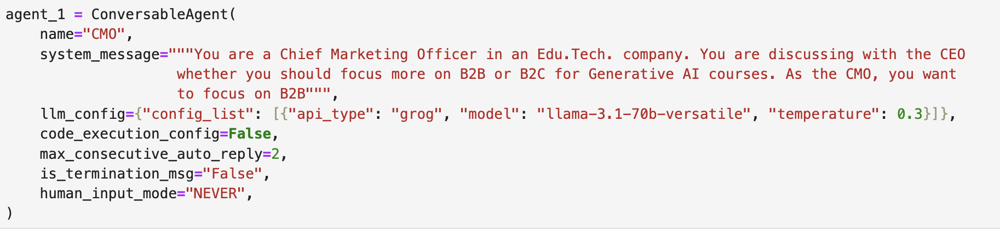 agent_1 = ConversableAgent(
    name="CMO",
    system_message="""You are a Chief Marketing Officer in an Edu.Tech. company. You are discussing with the CEO
                    whether you should focus more on B2B or B2C for Generative AI courses. As the CMO, you want
                    to focus on B2B""",
    llm_config={"config_list": [{"api_type": "grog", "model": "llama-3.1-70b-versatile", "temperature": 0.3}]},
    code_execution_config=False,
    max_consecutive_auto_reply=2,
    is_termination_msg="False",
    human_input_mode="NEVER",
)